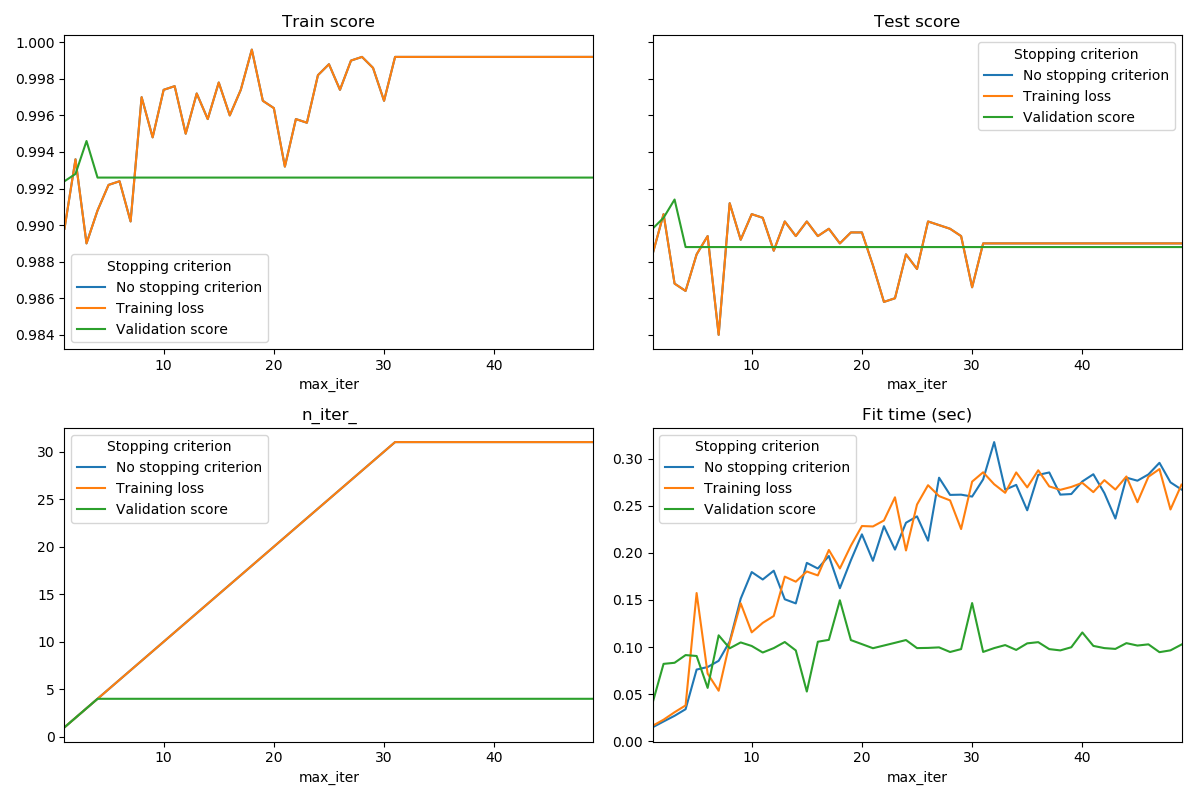 Train score
1.000
0.998
0.996
0.994
0.992
0.990
0.988
0.986
0.984
Stopping criterion
No stopping criterion
Training loss
Validation score
10
20
30
40
max_iter
Test score
Stopping criterion
No stopping criterion
Training loss
Validation score
10
20
30
40
max_iter
n_iter_
30
25
20
15
10
5
0
Stopping criterion
No stopping criterion
Training loss
Validation score
10
20
30
40
max_iter
Fit time (sec)
0.30
0.25
0.20
0.15
0.10
0.05
0.00
Stopping criterion
No stopping criterion
Training loss
Validation score
10
20
30
40
max_iter